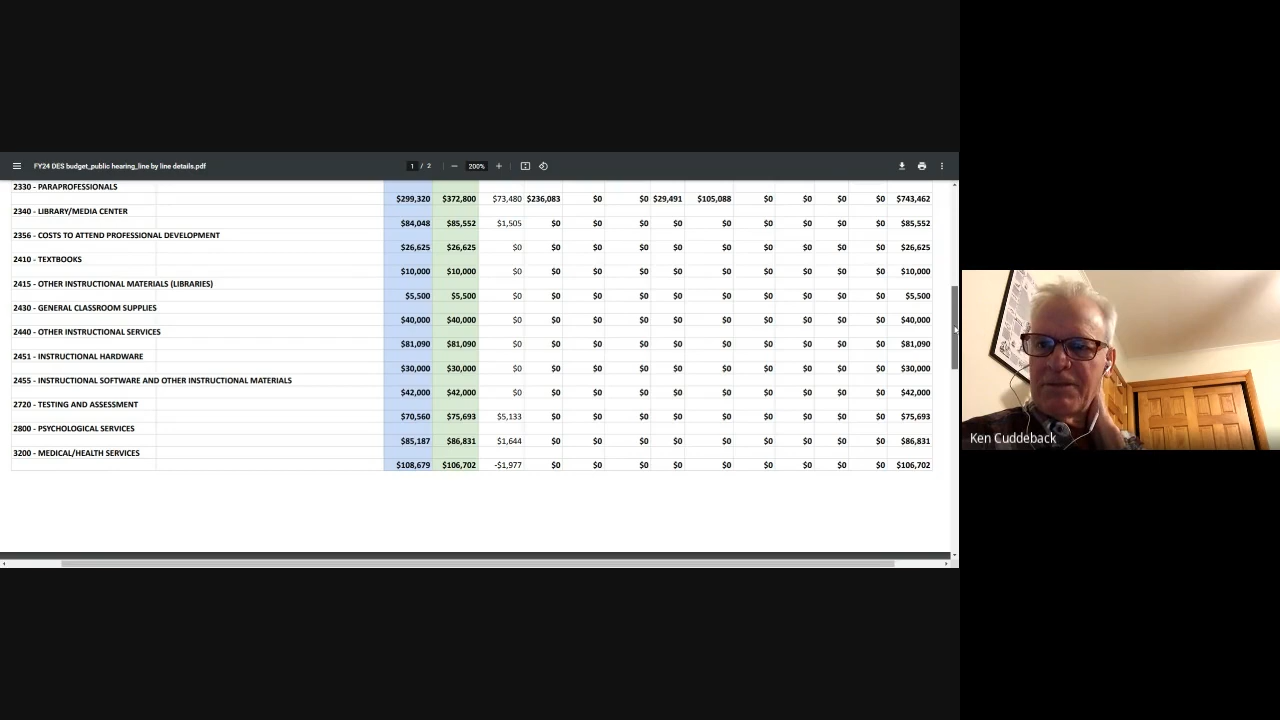 FY24 DES budget_public hearing_line by line details.pdf 1 / 2 200%
2330 - PARAPROFESSIONALS
$299,320 $372,800 $73,480 $236,083 $0 $0 $29,491 $105,088 $0 $0 $0 $0 $743,462
2340 - LIBRARY/MEDIA CENTER
$84,048 $85,552 $1,505 $0 $0 $0 $0 $0 $0 $0 $0 $0 $85,552
2356 - COSTS TO ATTEND PROFESSIONAL DEVELOPMENT
$26,625 $26,625 $0 $0 $0 $0 $0 $0 $0 $0 $0 $0 $26,625
2410 - TEXTBOOKS
$10,000 $10,000 $0 $0 $0 $0 $0 $0 $0 $0 $0 $0 $10,000
2415 - OTHER INSTRUCTIONAL MATERIALS (LIBRARIES)
$5,500 $5,500 $0 $0 $0 $0 $0 $0 $0 $0 $0 $0 $5,500
2430 - GENERAL CLASSROOM SUPPLIES
$40,000 $40,000 $0 $0 $0 $0 $0 $0 $0 $0 $0 $0 $40,000
2440 - OTHER INSTRUCTIONAL SERVICES
$81,090 $81,090 $0 $0 $0 $0 $0 $0 $0 $0 $0 $0 $81,090
2451 - INSTRUCTIONAL HARDWARE
$30,000 $30,000 $0 $0 $0 $0 $0 $0 $0 $0 $0 $0 $30,000
2455 - INSTRUCTIONAL SOFTWARE AND OTHER INSTRUCTIONAL MATERIALS
$42,000 $42,000 $0 $0 $0 $0 $0 $0 $0 $0 $0 $0 $42,000
2720 - TESTING AND ASSESSMENT
$70,560 $75,693 $5,133 $0 $0 $0 $0 $0 $0 $0 $0 $0 $75,693
2800 - PSYCHOLOGICAL SERVICES
$85,187 $86,831 $1,644 $0 $0 $0 $0 $0 $0 $0 $0 $0 $86,831
3200 - MEDICAL/HEALTH SERVICES
$108,679 $106,702 -$1,977 $0 $0 $0 $0 $0 $0 $0 $0 $0 $106,702
Ken Cuddeback